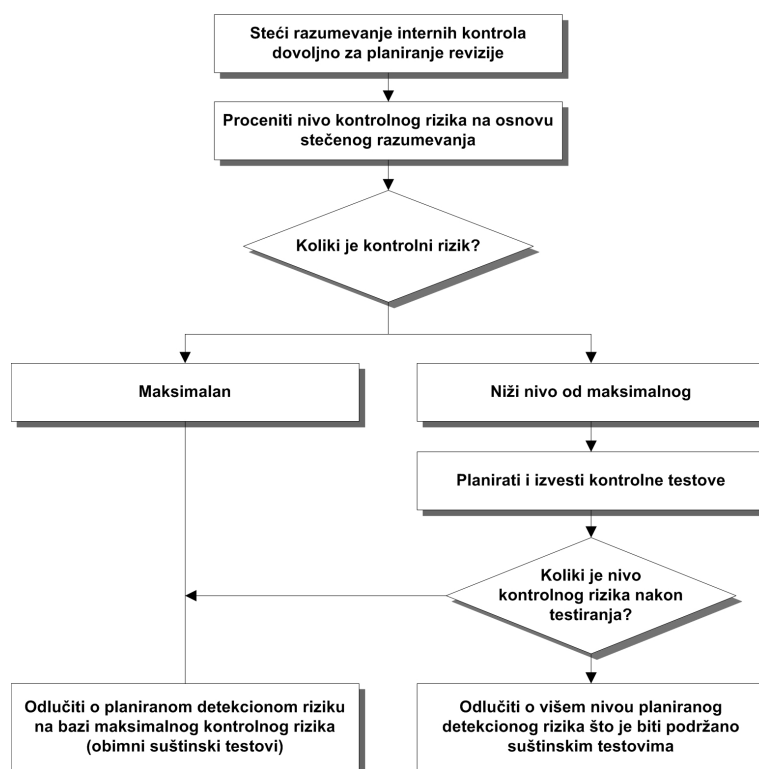 Steći razumevanje internih kontrola
dovoljno za planiranje revizije
Proceniti nivo kontrolnog rizika na osnovu
stečenog razumevanja
Koliki je kontrolni rizik?
Maksimalan
Niži nivo od maksimalnog
Planirati i izvesti kontrolne testove
Koliki je nivo
kontrolnog rizika nakon
testiranja?
Odlučiti o planiranom detekcionom riziku
na bazi maksimalnog kontrolnog rizika
(obimni suštinski testovi)
Odlučiti o višem nivou planiranog
detekcionog rizika što je biti podržano
suštinskim testovima